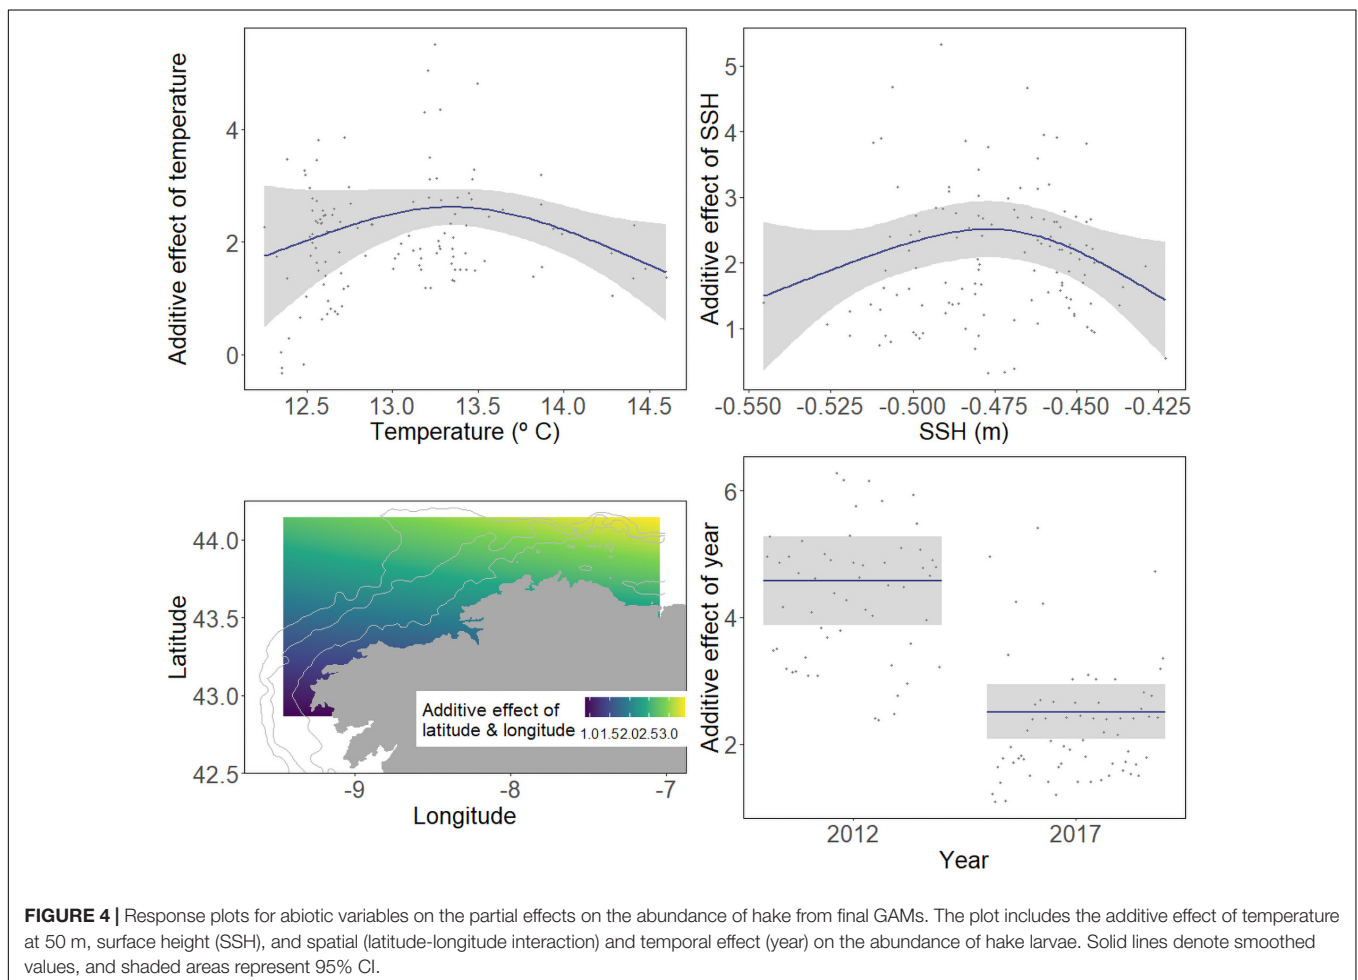 Additive effect of temperature
4
2
0
12.5 13.0 13.5 14.0 14.5
Temperature (º C)
Additive effect of SSH
5
4
3
2
1
-0.550 -0.525 -0.500 -0.475 -0.450 -0.425
SSH (m)
Latitude
44.0
43.5
43.0
42.5
Additive effect of
latitude & longitude 1.01.52.02.53.0
-9 -8 -7
Longitude
Additive effect of year
6
4
2
2012 2017
Year
FIGURE 4 | Response plots for abiotic variables on the partial effects on the abundance of hake from final GAMs. The plot includes the additive effect of temperature
at 50 m, surface height (SSH), and spatial (latitude-longitude interaction) and temporal effect (year) on the abundance of hake larvae. Solid lines denote smoothed
values, and shaded areas represent 95% CI.